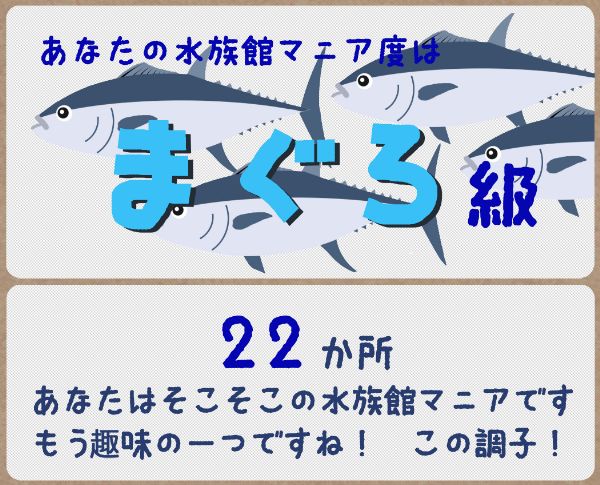 あなたの水族館マニア度は
まぐろ級
22か所
あなたはそこそこの水族館マニアです
もう趣味の一つですね！　この調子！